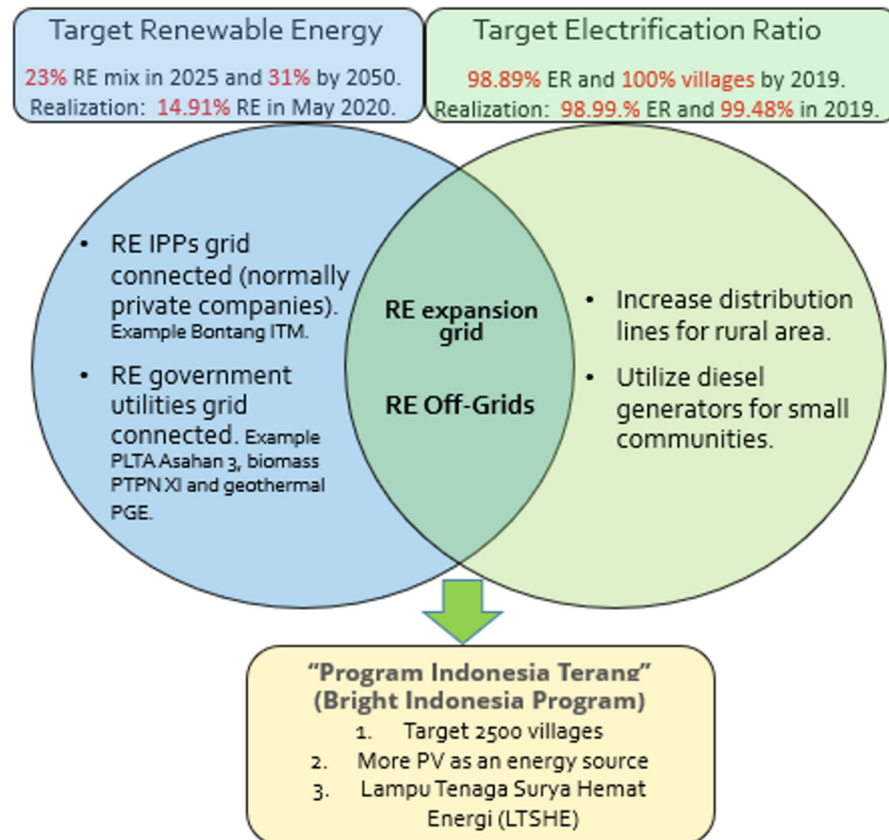 Target Renewable Energy
23% RE mix in 2025 and 31% by 2050.
Realization: 14.91% RE in May 2020.
Target Electrification Ratio
98.89% ER and 100% villages by 2019.
Realization: 98.99.% ER and 99.48% in 2019.
• RE IPPs grid
connected (normally
private companies).
Example Bontang ITM.
• RE government
utilities grid
connected. Example
PLTA Asahan 3, biomass
PTPN XI and geothermal
PGE.
RE expansion
grid
RE Off-Grids
• Increase distribution
lines for rural area.
• Utilize diesel
generators for small
communities.
“Program Indonesia Terang”
(Bright Indonesia Program)
1. Target 2500 villages
2. More PV as an energy source
3. Lampu Tenaga Surya Hemat
Energi (LTSHE)